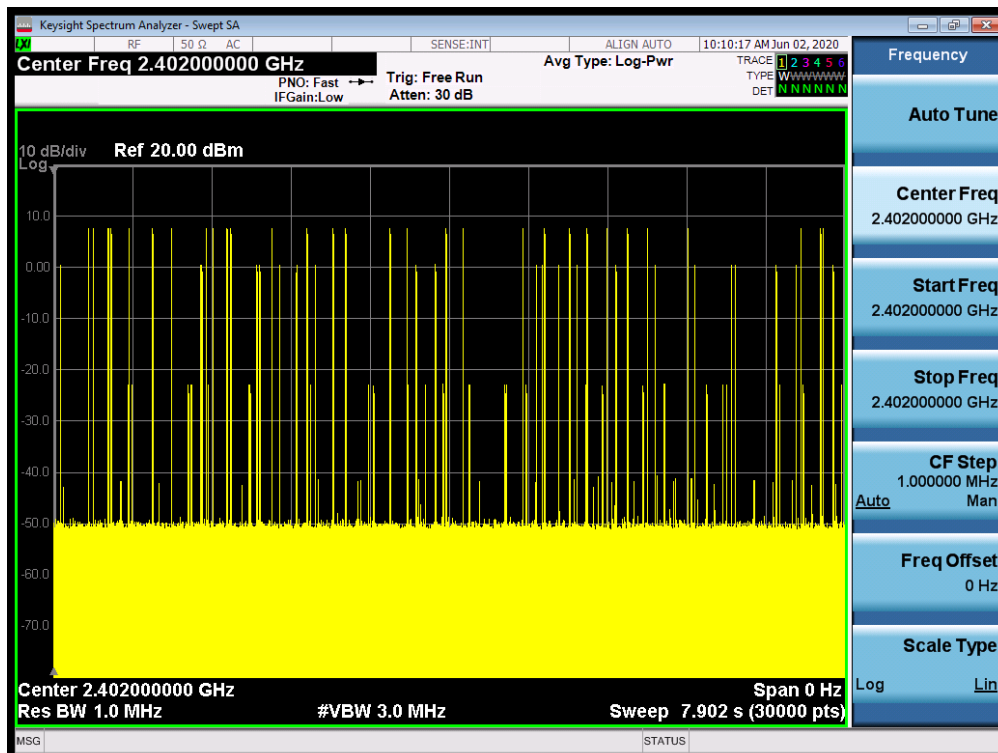 Keysight Spectrum Analyzer - Swept SA
LXI RF 50 Ω AC SENSE:INT ALIGN AUTO 10:10:17 AM Jun 02, 2020
Center Freq 2.402000000 GHz
PNO: Fast
IFGain:Low
Trig: Free Run
Atten: 30 dB
Avg Type: Log-Pwr
TRACE 1 2 3 4 5 6
TYPE WWWWWW
DET N N N N N N
10 dB/div Ref 20.00 dBm
Log
10.0
0.00
-10.0
-20.0
-30.0
-40.0
-50.0
-60.0
-70.0
Center 2.402000000 GHz Span 0 Hz
Res BW 1.0 MHz #VBW 3.0 MHz Sweep 7.902 s (30000 pts)
MSG STATUS
Frequency
Auto Tune
Center Freq
2.402000000 GHz
Start Freq
2.402000000 GHz
Stop Freq
2.402000000 GHz
CF Step
1.000000 MHz
Auto Man
Freq Offset
0 Hz
Scale Type
Log Lin